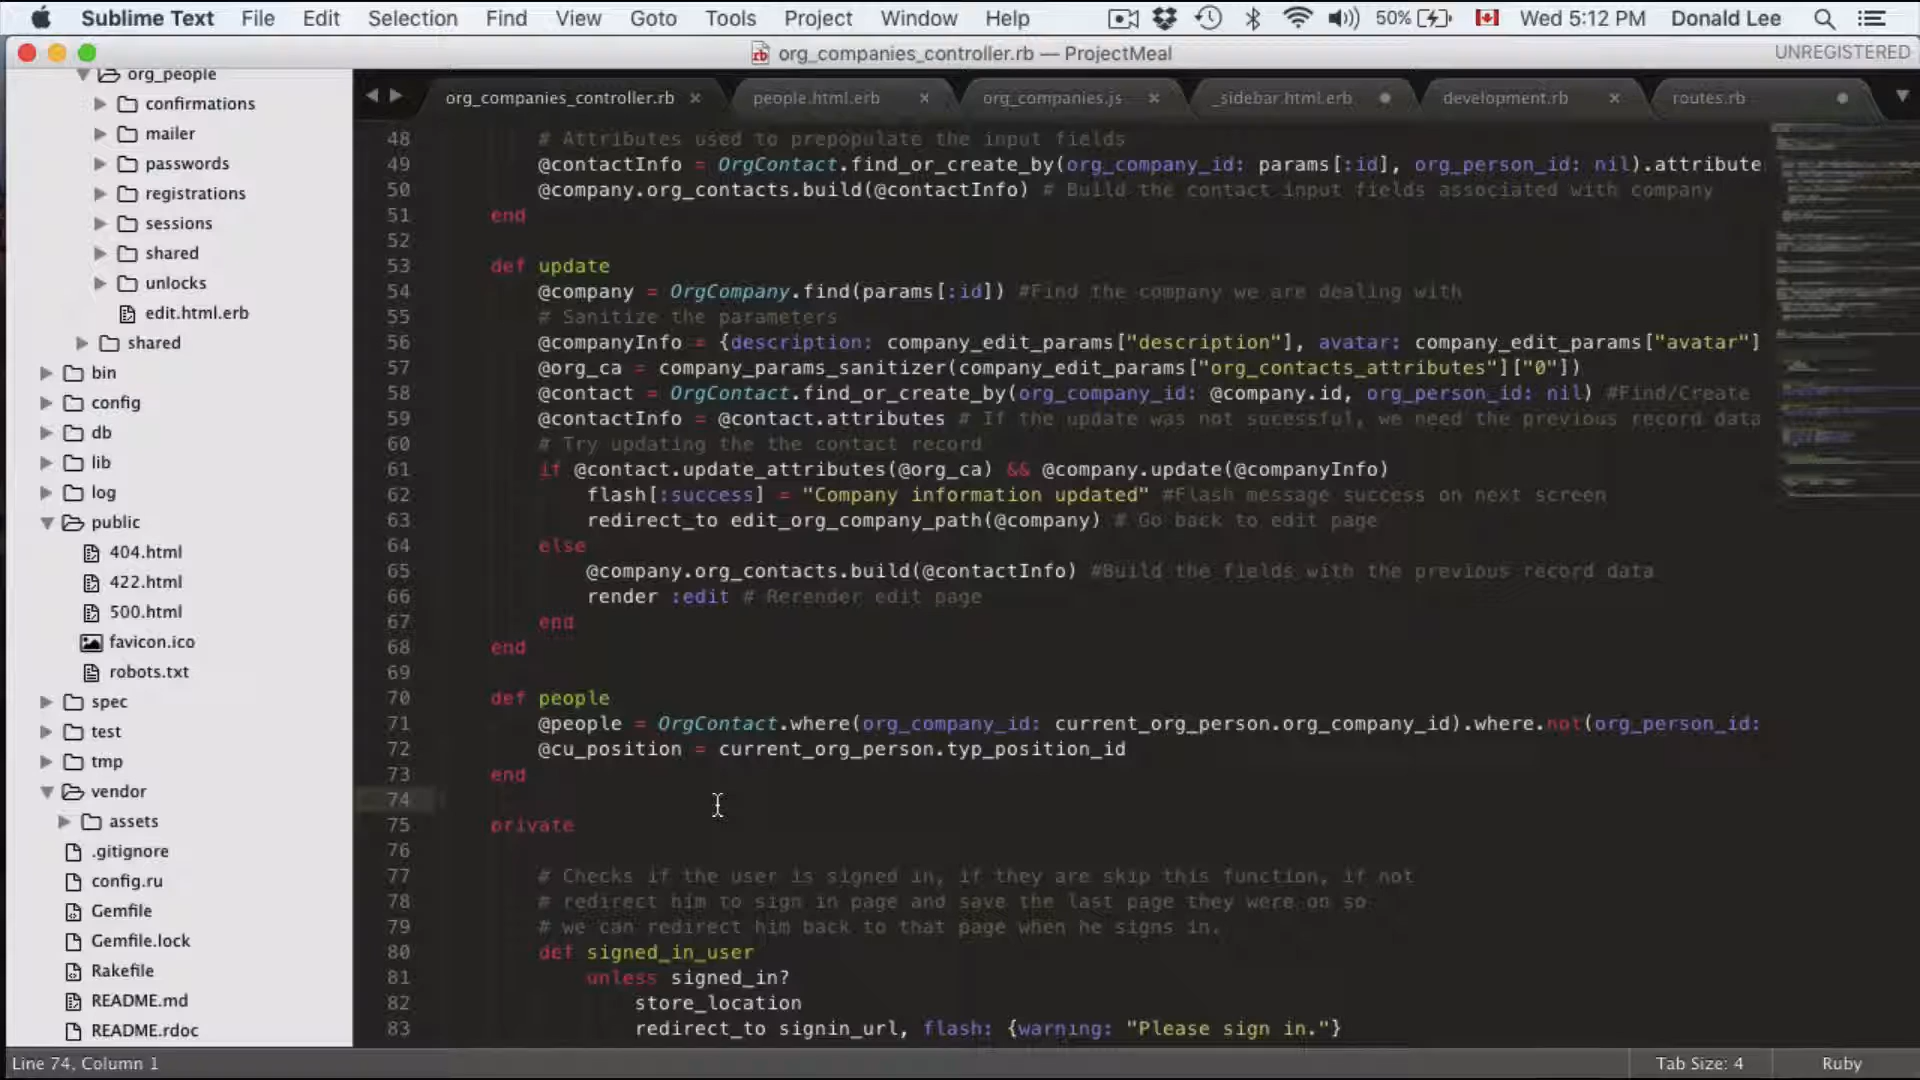 Sublime Text File Edit Selection Find View Goto Tools Project Window Help 50% Wed 5:12 PM Donald Lee
org_companies_controller.rb — ProjectMeal UNREGISTERED
org_people
confirmations
mailer
passwords
registrations
sessions
shared
unlocks
edit.html.erb
shared
bin
config
db
lib
log
public
404.html
422.html
500.html
favicon.ico
robots.txt
spec
test
tmp
vendor
assets
.gitignore
config.ru
Gemfile
Gemfile.lock
Rakefile
README.md
README.rdoc
org_companies_controller.rb people.html.erb org_companies.js _sidebar.html.erb development.rb routes.rb
48 # Attributes used to prepopulate the input fields
49 @contactInfo = OrgContact.find_or_create_by(org_company_id: params[:id], org_person_id: nil).attribute
50 @company.org_contacts.build(@contactInfo) # Build the contact input fields associated with company
51 end
52
53 def update
54 @company = OrgCompany.find(params[:id]) #Find the company we are dealing with
55 # Sanitize the parameters
56 @companyInfo = {description: company_edit_params["description"], avatar: company_edit_params["avatar"]
57 @org_ca = company_params_sanitizer(company_edit_params["org_contacts_attributes"]["0"])
58 @contact = OrgContact.find_or_create_by(org_company_id: @company.id, org_person_id: nil) #Find/Create
59 @contactInfo = @contact.attributes # If the update was not sucessful, we need the previous record data
60 # Try updating the the contact record
61 if @contact.update_attributes(@org_ca) && @company.update(@companyInfo)
62 flash[:success] = "Company information updated" #Flash message success on next screen
63 redirect_to edit_org_company_path(@company) # Go back to edit page
64 else
65 @company.org_contacts.build(@contactInfo) #Build the fields with the previous record data
66 render :edit # Rerender edit page
67 end
68 end
69
70 def people
71 @people = OrgContact.where(org_company_id: current_org_person.org_company_id).where.not(org_person_id:
72 @cu_position = current_org_person.typ_position_id
73 end
74
75 private
76
77 # Checks if the user is signed in, if they are skip this function, if not
78 # redirect him to sign in page and save the last page they were on so
79 # we can redirect him back to that page when he signs in.
80 def signed_in_user
81 unless signed_in?
82 store_location
83 redirect_to signin_url, flash: {warning: "Please sign in."}
Line 74, Column 1 Tab Size: 4 Ruby